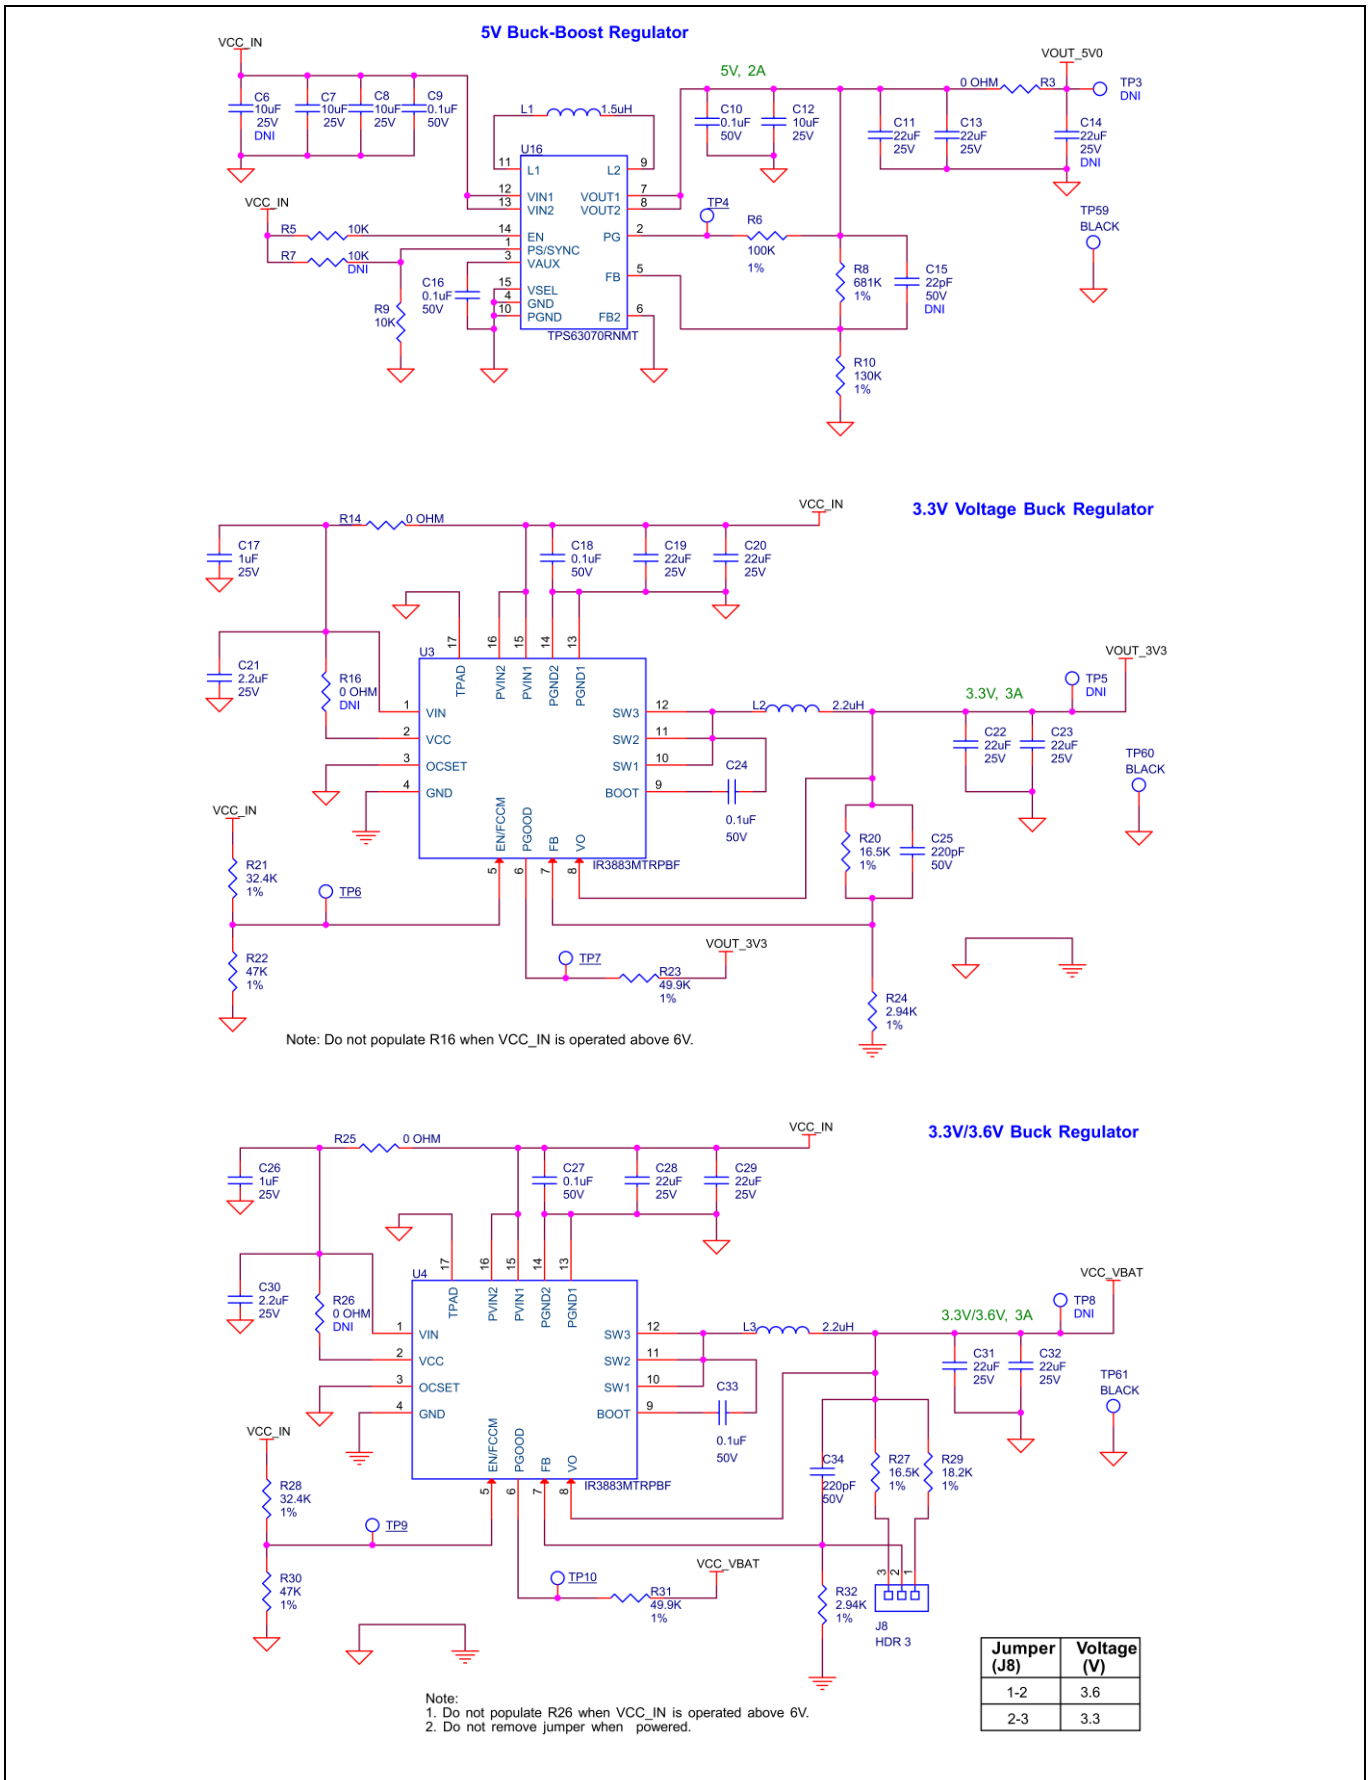 5V Buck-Boost Regulator
VCC_IN
C6
10uF
25V
DNI
C7
10uF
25V
C8
10uF
25V
C9
0.1uF
50V
L1
1.5uH
5V, 2A
C10
0.1uF
50V
C12
10uF
25V
C11
22uF
25V
C13
22uF
25V
0 OHM
R3
VOUT_5V0
TP3
DNI
C14
22uF
25V
DNI
U16
11
L1
L2
9
12
VIN1
VOUT1
7
13
VIN2
VOUT2
8
14
EN
PG
2
1
PS/SYNC
3
VAUX
FB
5
15
VSEL
4
GND
10
PGND
FB2
6
TPS63070RNMT
VCC_IN
R5
10K
R7
10K
DNI
R9
10K
C16
0.1uF
50V
TP4
R6
100K
1%
R8
681K
1%
C15
22pF
50V
DNI
R10
130K
1%
TP59
BLACK
3.3V Voltage Buck Regulator
VCC_IN
R14
0 OHM
C17
1uF
25V
C18
0.1uF
50V
C19
22uF
25V
C20
22uF
25V
C21
2.2uF
25V
R16
0 OHM
DNI
U3
17
TPAD
16
PVIN2
15
PVIN1
14
PGND2
13
PGND1
1
VIN
2
VCC
3
OCSET
4
GND
SW3
12
SW2
11
SW1
10
BOOT
9
EN/FCCM
5
PGOOD
6
FB
7
VO
8
IR3883MTRPBF
L2
2.2uH
C24
0.1uF
50V
3.3V, 3A
TP5
DNI
VOUT_3V3
C22
22uF
25V
C23
22uF
25V
TP60
BLACK
R20
16.5K
1%
C25
220pF
50V
VCC_IN
R21
32.4K
1%
TP6
R22
47K
1%
TP7
R23
49.9K
1%
VOUT_3V3
R24
2.94K
1%
Note: Do not populate R16 when VCC_IN is operated above 6V.
3.3V/3.6V Buck Regulator
VCC_IN
R25
0 OHM
C26
1uF
25V
C27
0.1uF
50V
C28
22uF
25V
C29
22uF
25V
C30
2.2uF
25V
R26
0 OHM
DNI
U4
17
TPAD
16
PVIN2
15
PVIN1
14
PGND2
13
PGND1
1
VIN
2
VCC
3
OCSET
4
GND
SW3
12
SW2
11
SW1
10
BOOT
9
EN/FCCM
5
PGOOD
6
FB
7
VO
8
IR3883MTRPBF
L3
2.2uH
C33
0.1uF
50V
3.3V/3.6V, 3A
TP8
DNI
VCC_VBAT
C31
22uF
25V
C32
22uF
25V
TP61
BLACK
C34
220pF
50V
R27
16.5K
1%
R29
18.2K
1%
VCC_IN
R28
32.4K
1%
TP9
R30
47K
1%
TP10
R31
49.9K
1%
VCC_VBAT
R32
2.94K
1%
3
2
1
J8
HDR 3
Jumper (J8) Voltage (V)
1-2 3.6
2-3 3.3
Note:
1. Do not populate R26 when VCC_IN is operated above 6V.
2. Do not remove jumper when powered.